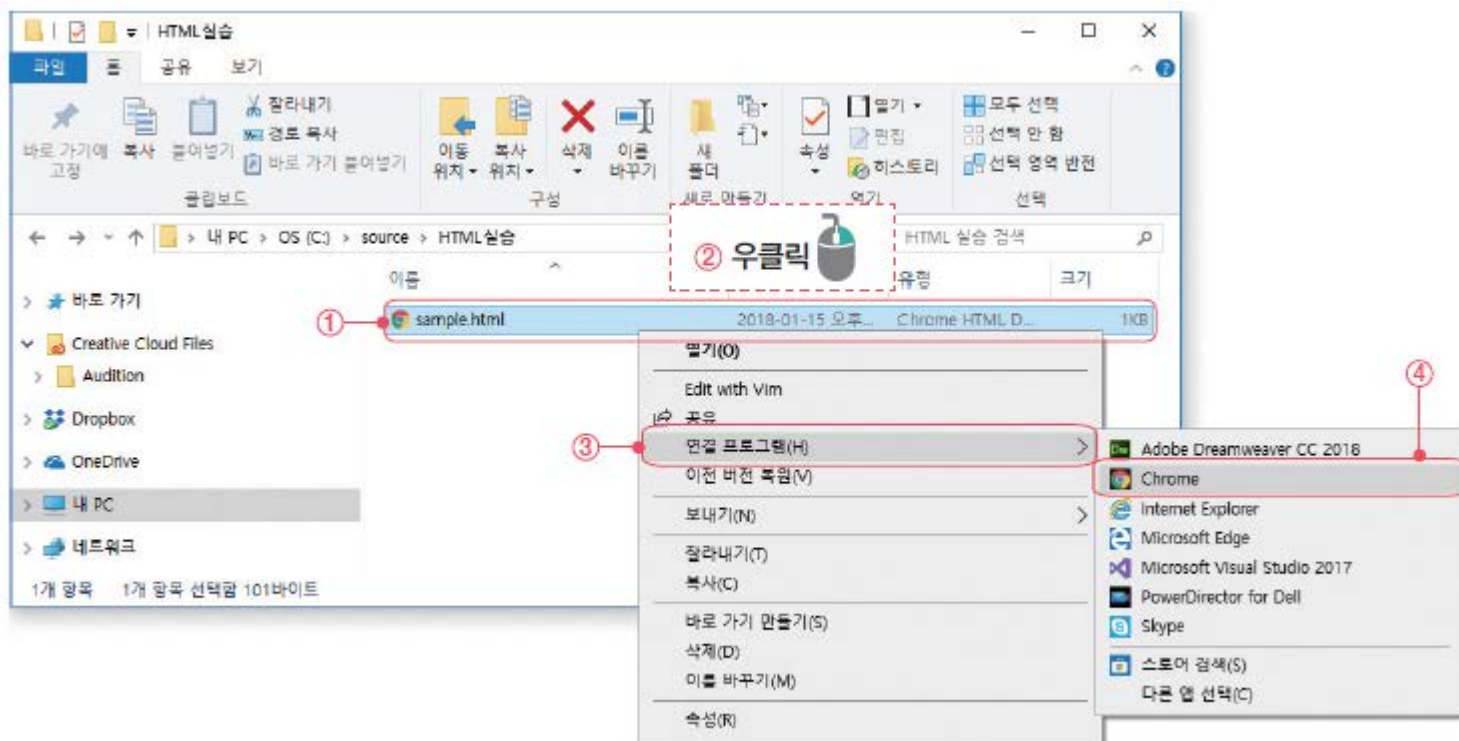 HTML실습
파일 홈 공유 보기
잘라내기
경로 복사
바로 가기 붙여넣기
바로 가기에 고정
복사
붙여넣기
클립보드
이동 위치
복사 위치
삭제
이름 바꾸기
구성
새 폴더
새로 만들기
속성
열기
편집
히스토리
열기
모두 선택
선택 안 함
선택 영역 반전
선택
내 PC > OS (C:) > source > HTML실습
HTML 실습 검색
② 우클릭
이름 유형 크기
바로 가기
Creative Cloud Files
Audition
Dropbox
OneDrive
내 PC
네트워크
① sample.html 2018-01-15 오후... Chrome HTML D... 1KB
열기(O)
Edit with Vim
공유
③ 연결 프로그램(H)
이전 버전 복원(V)
보내기(N)
잘라내기(T)
복사(C)
바로 가기 만들기(S)
삭제(D)
이름 바꾸기(M)
속성(R)
④
Adobe Dreamweaver CC 2018
Chrome
Internet Explorer
Microsoft Edge
Microsoft Visual Studio 2017
PowerDirector for Dell
Skype
스토어 검색(S)
다른 앱 선택(C)
1개 항목 1개 항목 선택함 101바이트